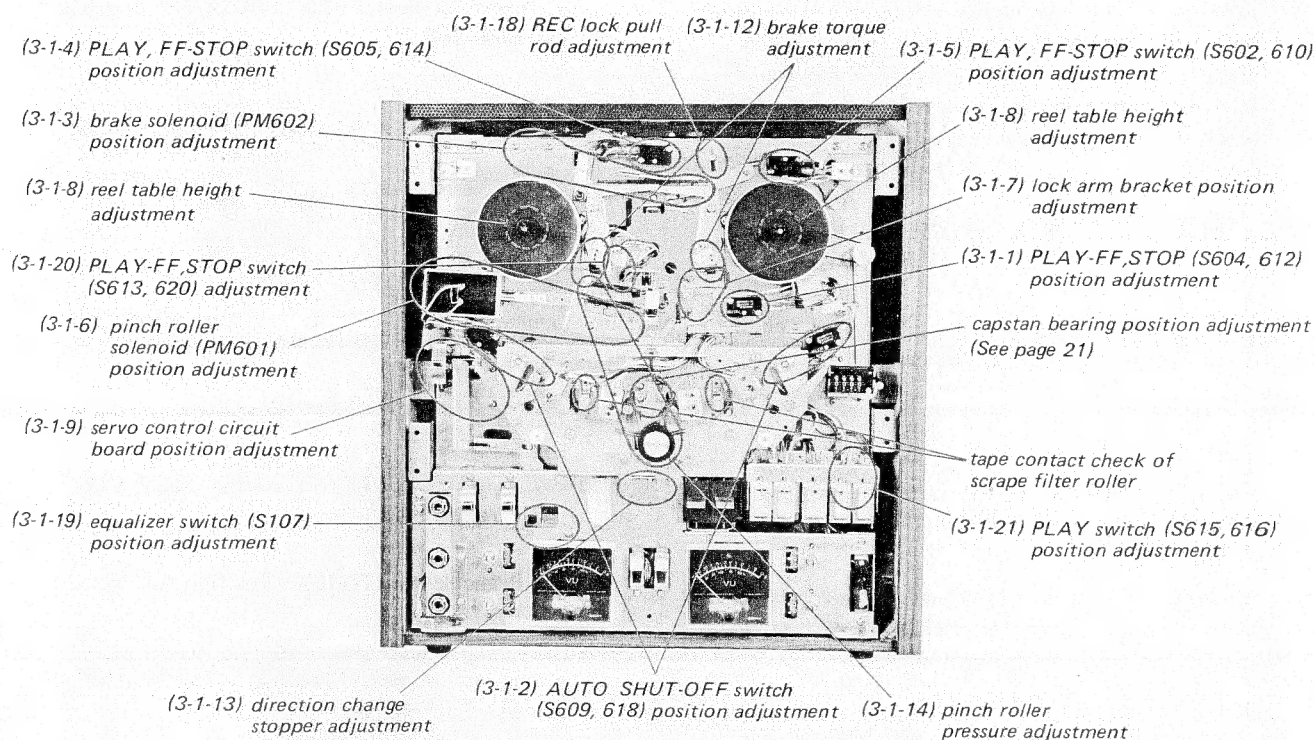 (3-1-18) REC lock pull
rod adjustment
(3-1-12) brake torque
adjustment
(3-1-4) PLAY, FF-STOP switch (S605, 614)
position adjustment
(3-1-5) PLAY, FF-STOP switch (S602, 610)
position adjustment
(3-1-3) brake solenoid (PM602)
position adjustment
(3-1-8) reel table height
adjustment
(3-1-8) reel table height
adjustment
(3-1-7) lock arm bracket position
adjustment
(3-1-20) PLAY-FF,STOP switch
(S613, 620) adjustment
(3-1-1) PLAY-FF,STOP (S604, 612)
position adjustment
(3-1-6) pinch roller
solenoid (PM601)
position adjustment
capstan bearing position adjustment
(See page 21)
(3-1-9) servo control circuit
board position adjustment
tape contact check of
scrape filter roller
(3-1-19) equalizer switch (S107)
position adjustment
(3-1-21) PLAY switch (S615, 616)
position adjustment
VU
VU
(3-1-13) direction change
stopper adjustment
(3-1-2) AUTO SHUT-OFF switch
(S609, 618) position adjustment
(3-1-14) pinch roller
pressure adjustment